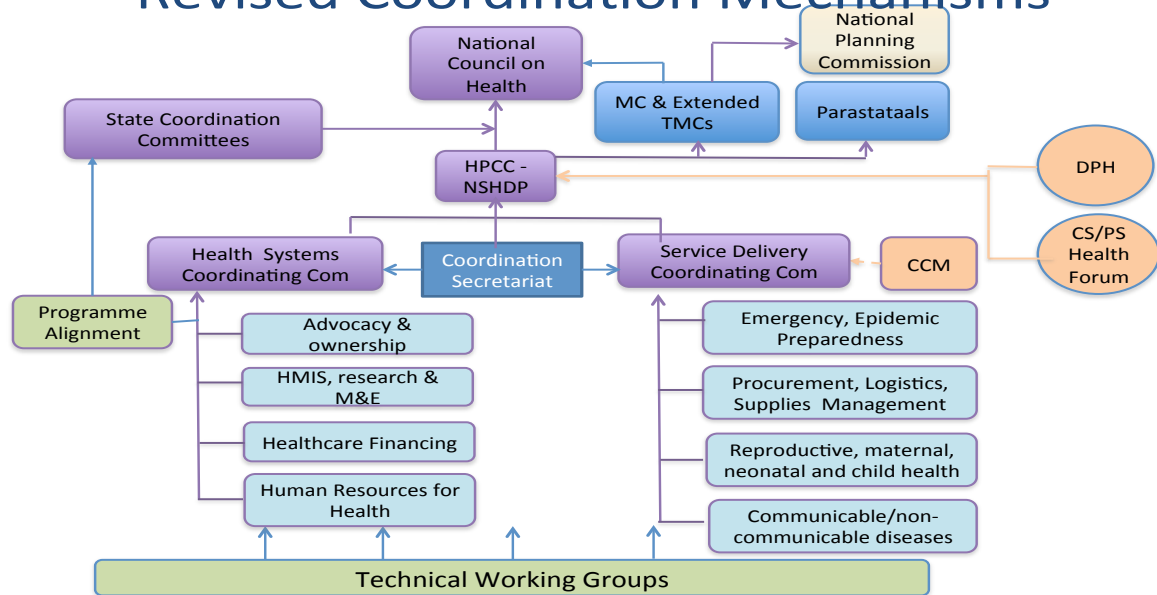 Revised Coordination Mechanisms
National
Planning
Commission
National
Council on
Health
MC & Extended
TMCs
Parastataals
State Coordination
Committees
HPCC -
NSHDP
DPH
CS/PS
Health
Forum
Health Systems
Coordinating Com
Coordination
Secretariat
Service Delivery
Coordinating Com
CCM
Programme
Alignment
Advocacy &
ownership
HMIS, research &
M&E
Healthcare Financing
Human Resources for
Health
Emergency, Epidemic
Preparedness
Procurement, Logistics,
Supplies Management
Reproductive, maternal,
neonatal and child health
Communicable/non-
communicable diseases
Technical Working Groups